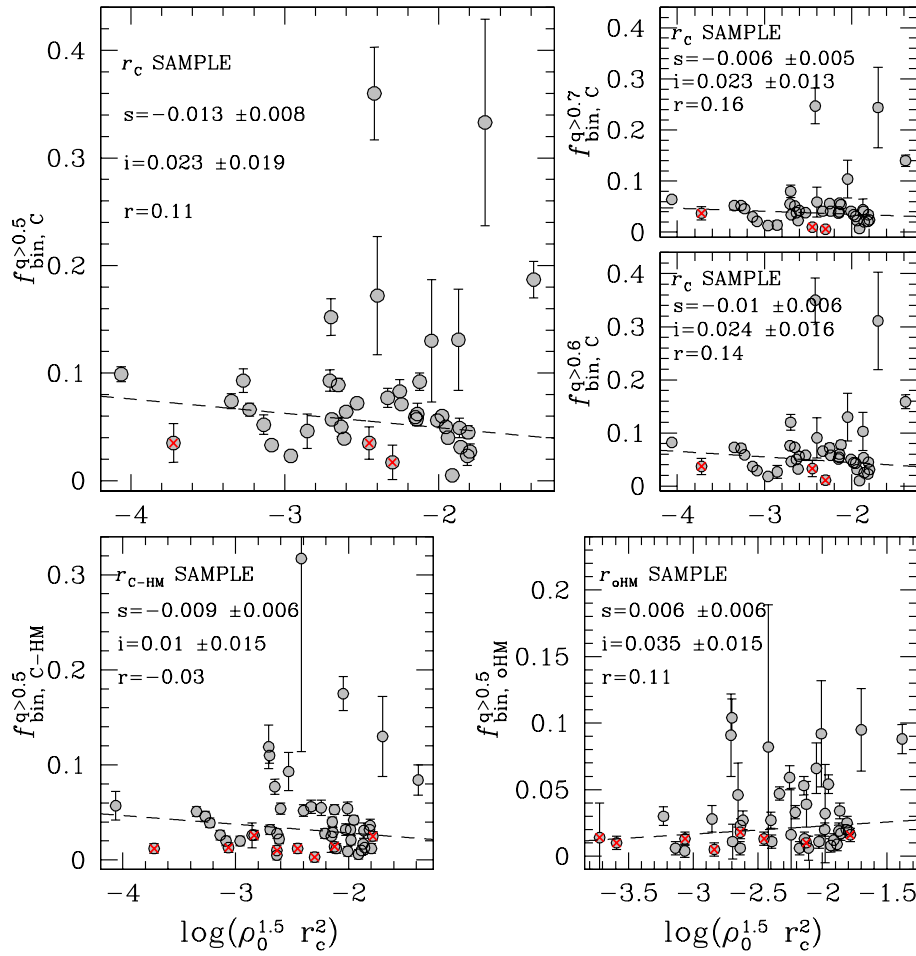 r_C SAMPLE
s=−0.013 ±0.008
i=0.023 ±0.019
r=0.11
f^{q>0.5}_{bin, C}
0.4
0.3
0.2
0.1
0
−4
−3
−2
r_C SAMPLE
s=−0.006 ±0.005
i=0.023 ±0.013
r=0.16
f^{q>0.7}_{bin, C}
0.4
0.3
0.2
0.1
0
r_C SAMPLE
s=−0.01 ±0.006
i=0.024 ±0.016
r=0.14
f^{q>0.6}_{bin, C}
0.4
0.3
0.2
0.1
0
−4
−3
−2
r_{C−HM} SAMPLE
s=−0.009 ±0.006
i=0.01 ±0.015
r=−0.03
f^{q>0.5}_{bin, C−HM}
0.3
0.2
0.1
0
−4
−3
−2
log(ρ_0^{1.5} r_c^2)
r_{oHM} SAMPLE
s=0.006 ±0.006
i=0.035 ±0.015
r=0.11
f^{q>0.5}_{bin, oHM}
0.2
0.15
0.1
0.05
0
−3.5
−3
−2.5
−2
−1.5
log(ρ_0^{1.5} r_c^2)